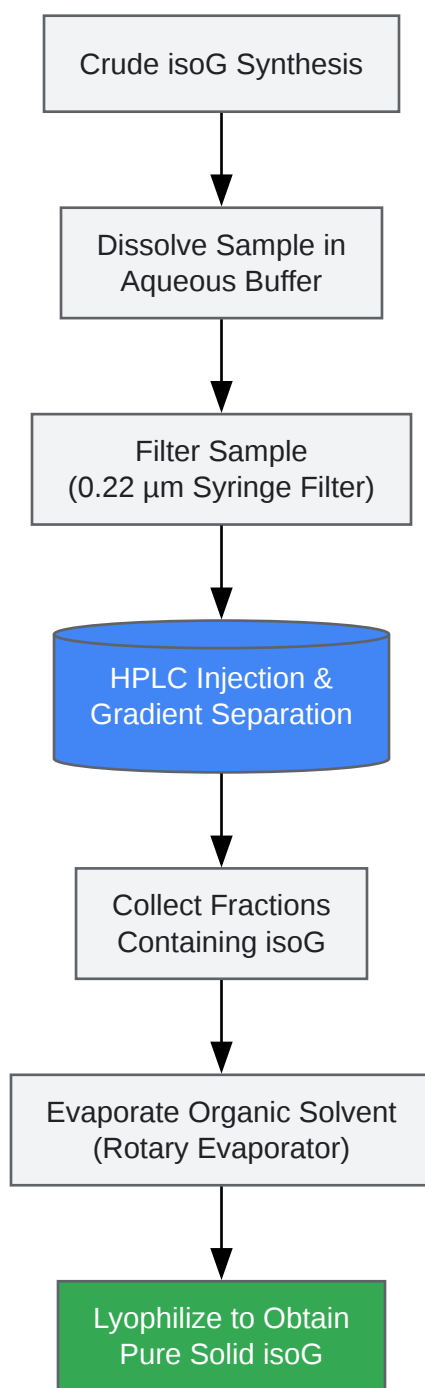 Crude isoG Synthesis
Dissolve Sample in
Aqueous Buffer
Filter Sample
(0.22 µm Syringe Filter)
HPLC Injection &
Gradient Separation
Collect Fractions
Containing isoG
Evaporate Organic Solvent
(Rotary Evaporator)
Lyophilize to Obtain
Pure Solid isoG